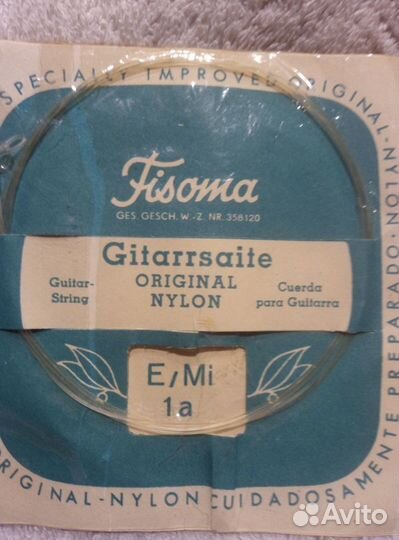 SPECIALLY IMPROVED ORIGINAL-
NYLON · PREPARADO
CUIDADOSAMENTE
ORIGINAL-NYLON
Fisoma
GES. GESCH. W.-Z. NR. 358120
Gitarrsaite
Guitar-
String
ORIGINAL
NYLON
Cuerda
para Guitarra
E/Mi
1a
Avito